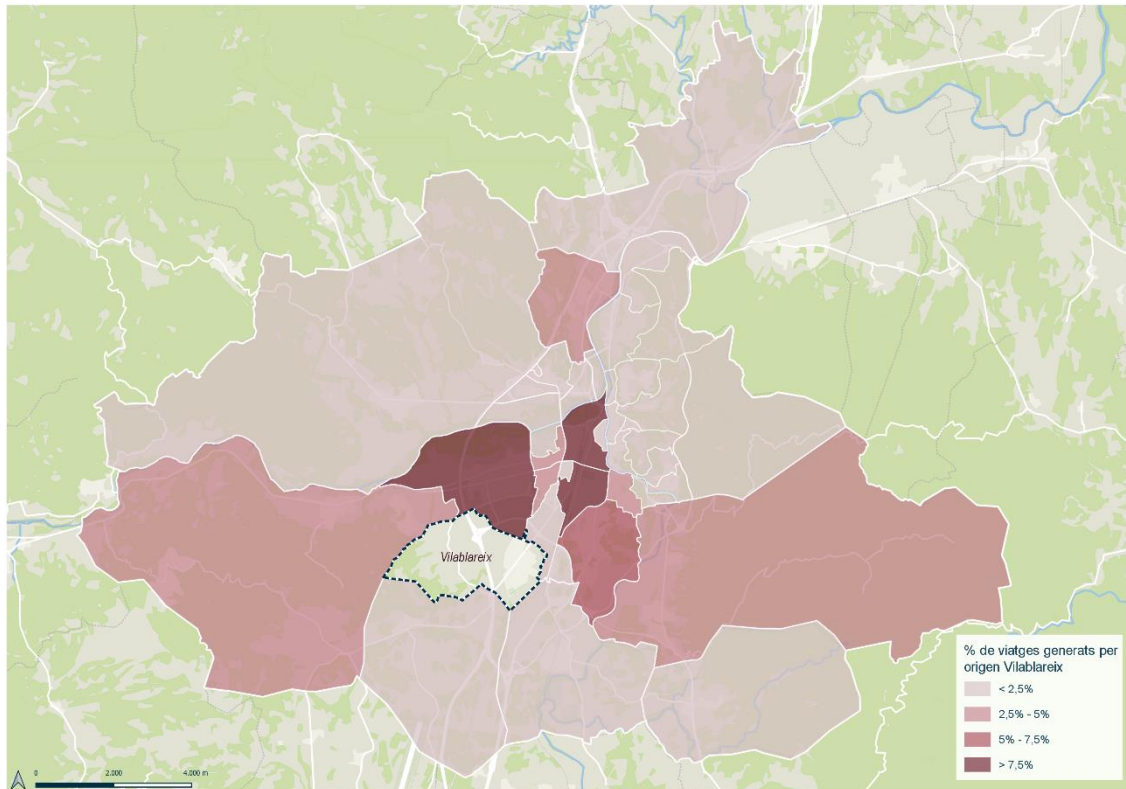 Vilablareix
% de viatges generats per
origen Vilablareix
< 2,5%
2,5% - 5%
5% - 7,5%
> 7,5%
0 2.000 4.000 m